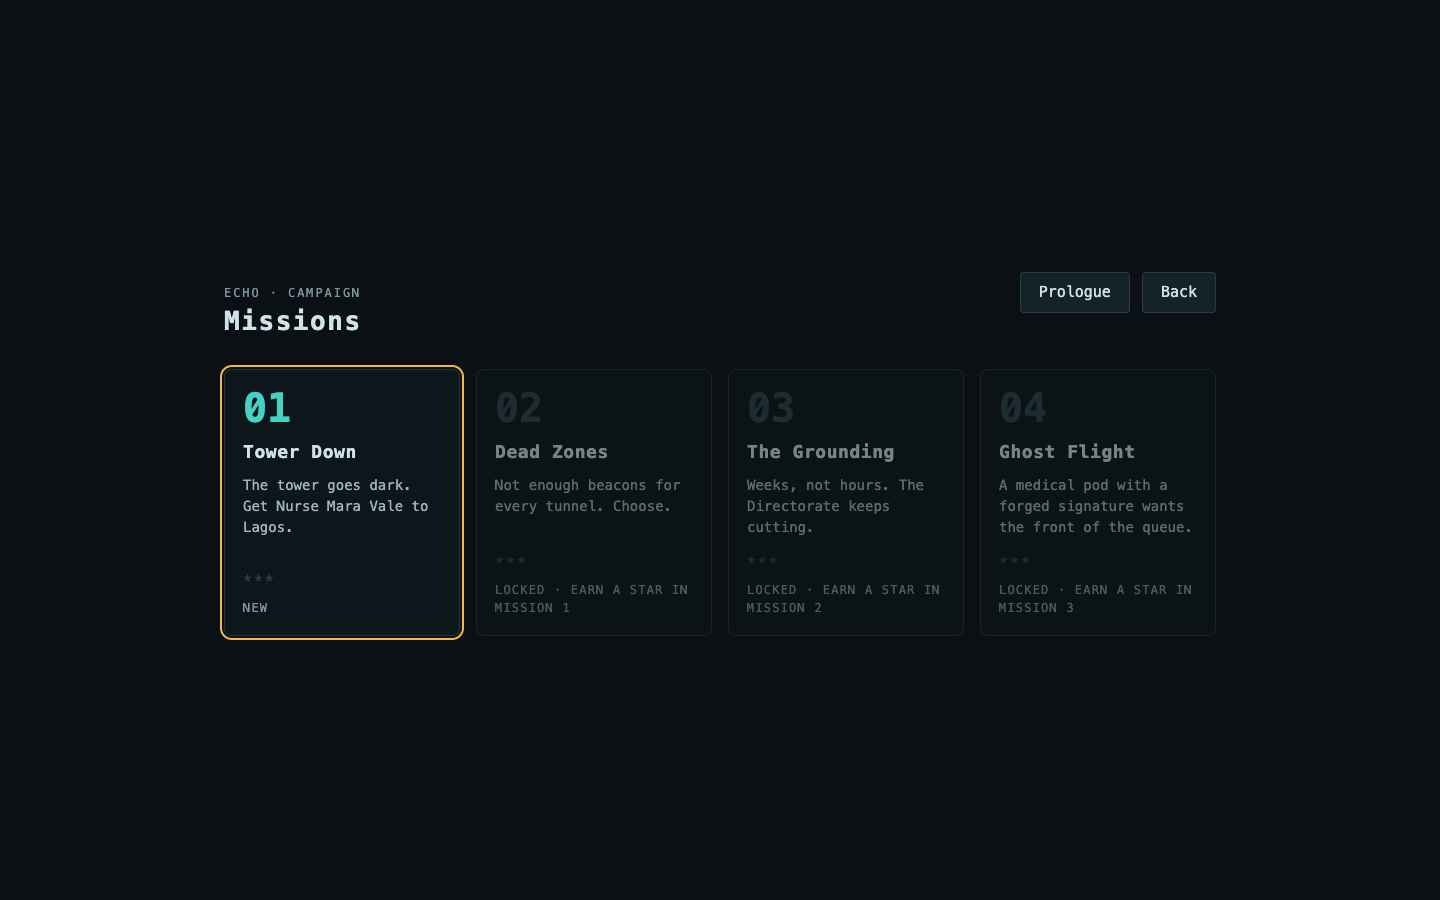 ECHO · CAMPAIGN
Missions
Prologue
Back
01
Tower Down
The tower goes dark.
Get Nurse Mara Vale to
Lagos.
★★★
NEW
02
Dead Zones
Not enough beacons for
every tunnel. Choose.
★★★
LOCKED · EARN A STAR IN
MISSION 1
03
The Grounding
Weeks, not hours. The
Directorate keeps
cutting.
★★★
LOCKED · EARN A STAR IN
MISSION 2
04
Ghost Flight
A medical pod with a
forged signature wants
the front of the queue.
★★★
LOCKED · EARN A STAR IN
MISSION 3